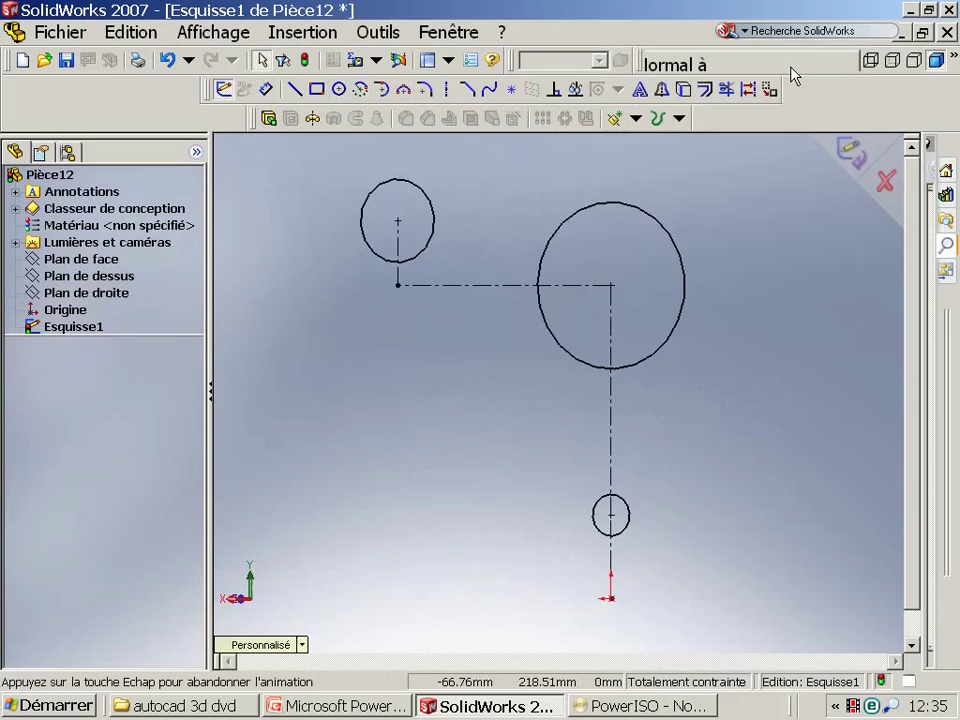 SolidWorks 2007 - [Esquisse1 de Pièce12 *]
Fichier Edition Affichage Insertion Outils Fenêtre ? Recherche SolidWorks
lormal à
Pièce12
Annotations
Classeur de conception
Matériau <non spécifié>
Lumières et caméras
Plan de face
Plan de dessus
Plan de droite
Origine
Esquisse1
Y
X
Personnalisé
Appuyez sur la touche Echap pour abandonner l'animation -66.76mm 218.51mm 0mm Totalement contrainte Edition: Esquisse1
Démarrer autocad 3d dvd Microsoft Power... SolidWorks 2... PowerISO - No... 12:35